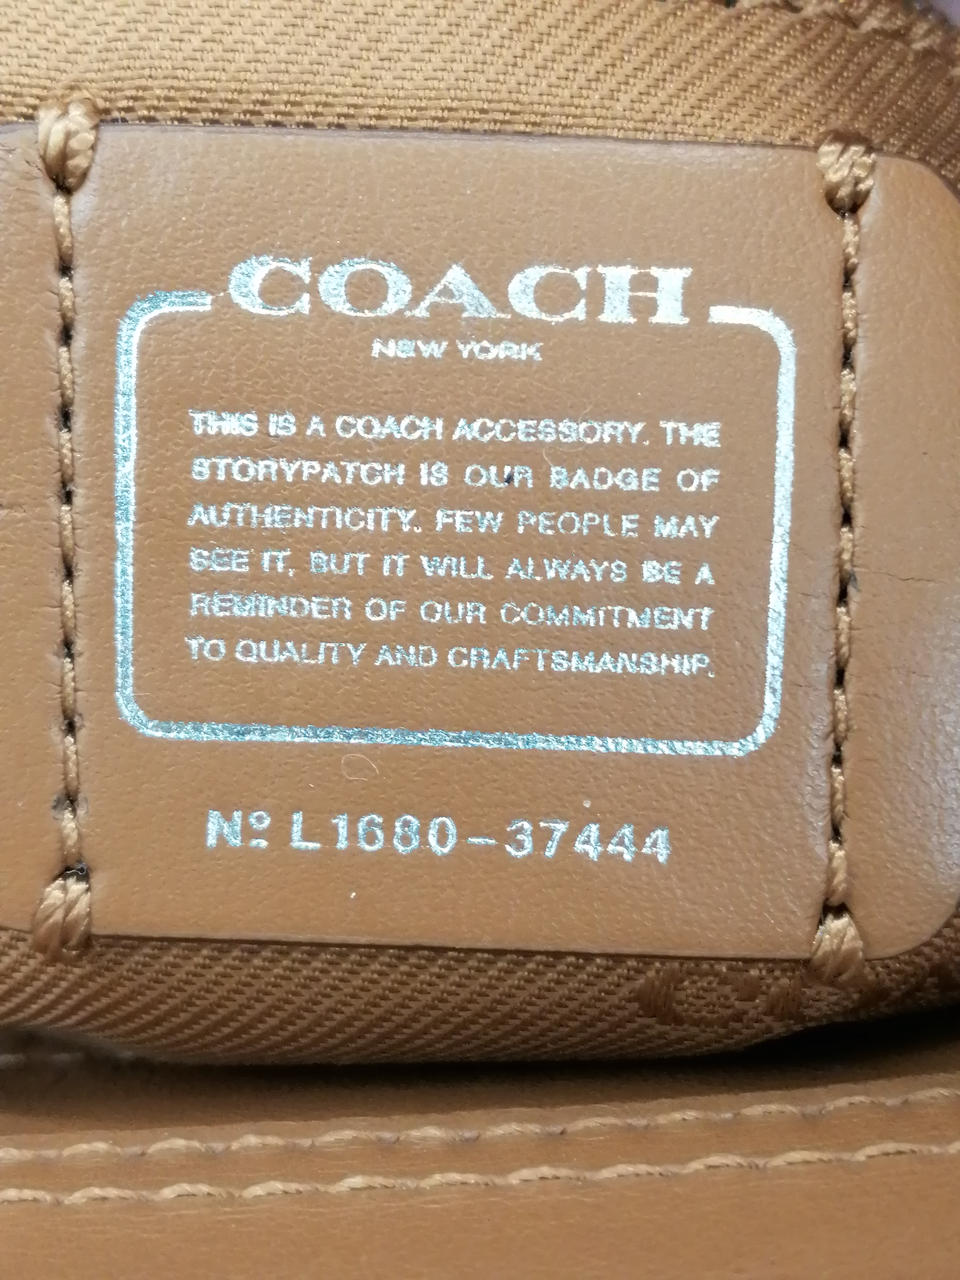 COACH
NEW YORK
THIS IS A COACH ACCESSORY. THE
STORYPATCH IS OUR BADGE OF
AUTHENTICITY. FEW PEOPLE MAY
SEE IT, BUT IT WILL ALWAYS BE A
REMINDER OF OUR COMMITMENT
TO QUALITY AND CRAFTSMANSHIP.
Nº L1680-37444